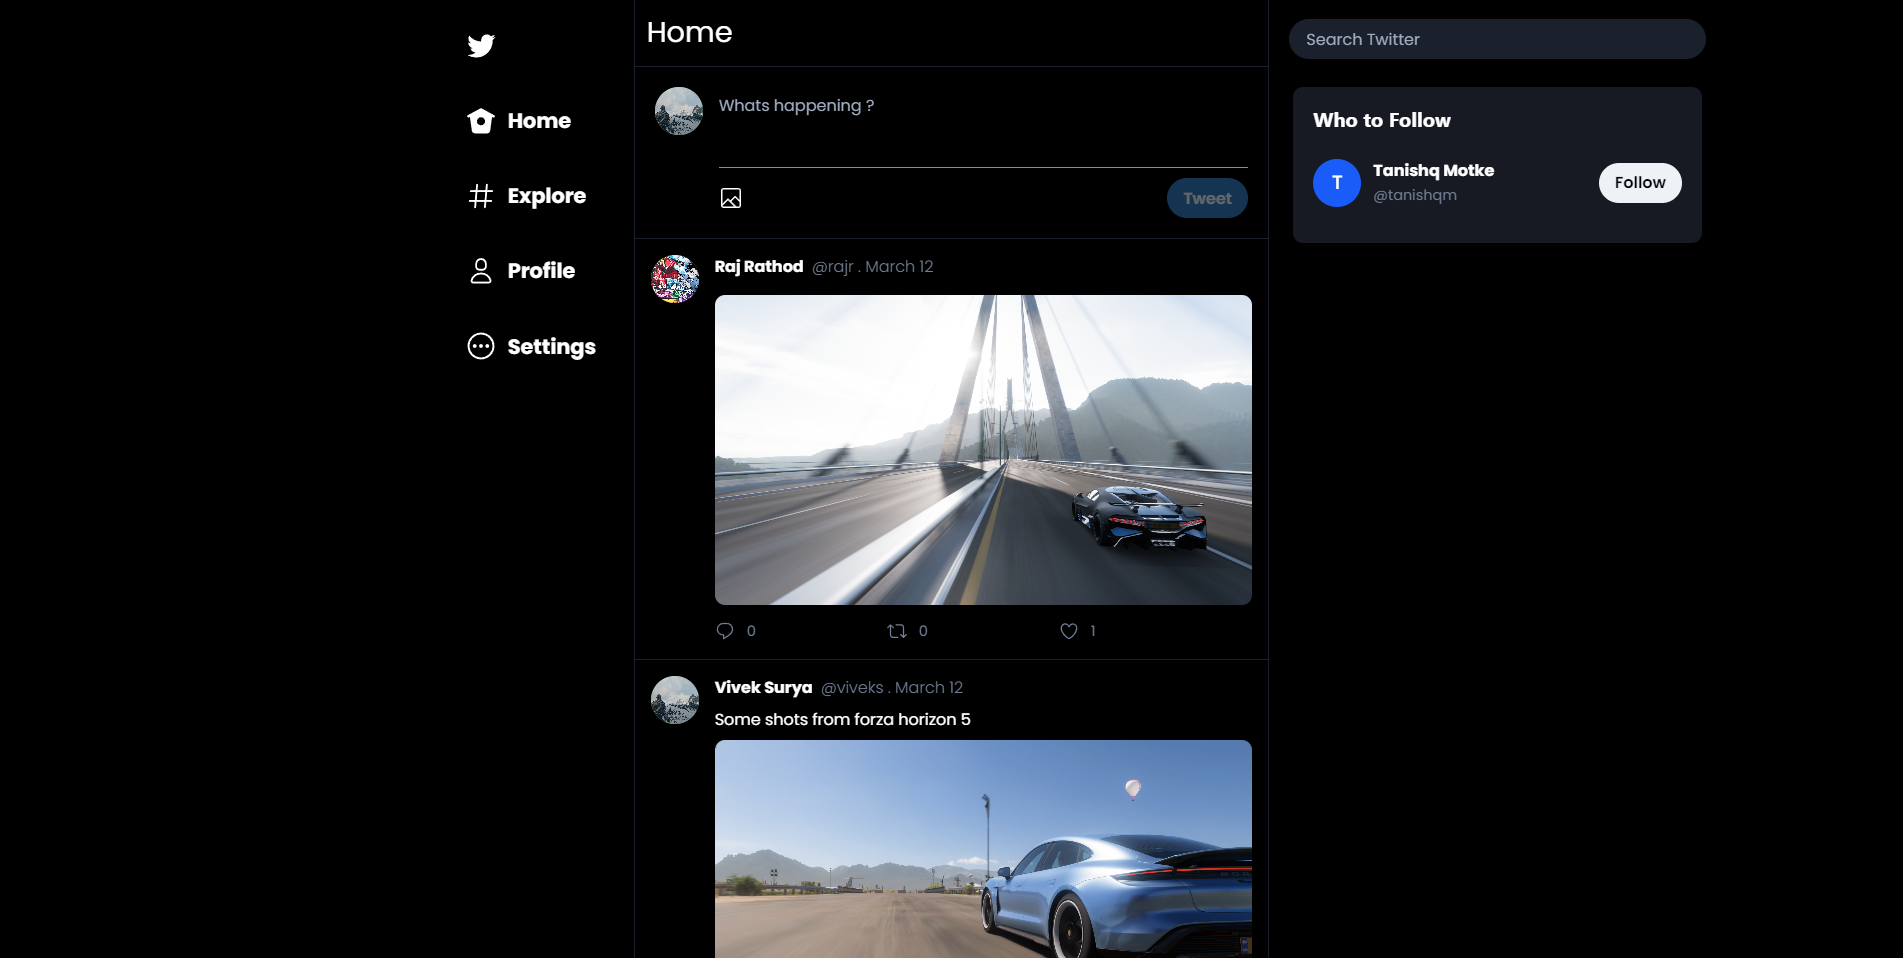 Home
Explore
Profile
Settings
Home
Whats happening ?
Tweet
Raj Rathod @rajr . March 12
0 0 1
Vivek Surya @viveks . March 12
Some shots from forza horizon 5
Search Twitter
Who to Follow
T
Tanishq Motke
@tanishqm
Follow